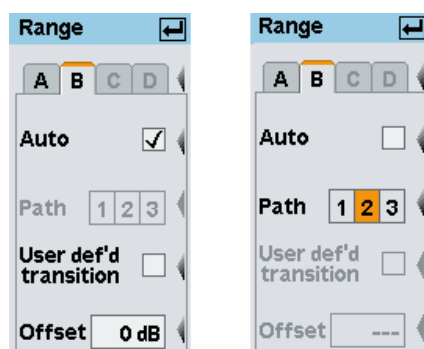 Range
A B C D
Auto
Path 1 2 3
User def'd
transition
Offset 0 dB
Range
A B C D
Auto
Path 1 2 3
User def'd
transition
Offset ---